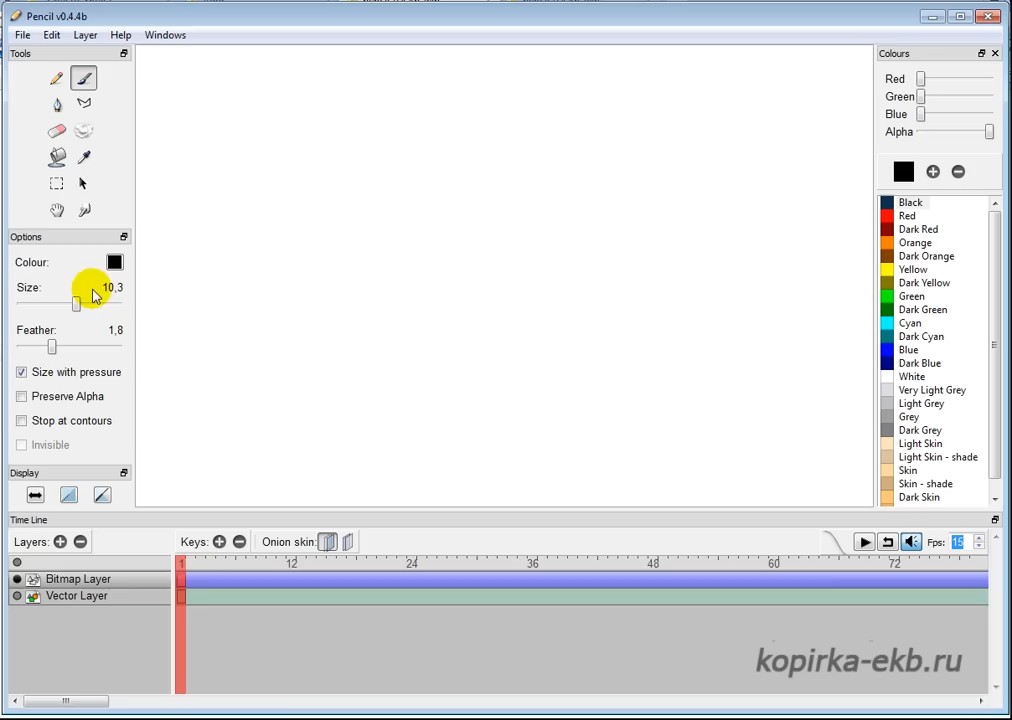 Pencil v0.4.4b
File Edit Layer Help Windows
Tools
Options
Colour:
Size: 10,3
Feather: 1,8
Size with pressure
Preserve Alpha
Stop at contours
Invisible
Display
Colours
Red
Green
Blue
Alpha
Black
Red
Dark Red
Orange
Dark Orange
Yellow
Dark Yellow
Green
Dark Green
Cyan
Dark Cyan
Blue
Dark Blue
White
Very Light Grey
Light Grey
Grey
Dark Grey
Light Skin
Light Skin - shade
Skin
Skin - shade
Dark Skin
Time Line
Layers: Keys: Onion skin: Fps: 15
1 12 24 36 48 60 72
Bitmap Layer
Vector Layer
kopirka-ekb.ru